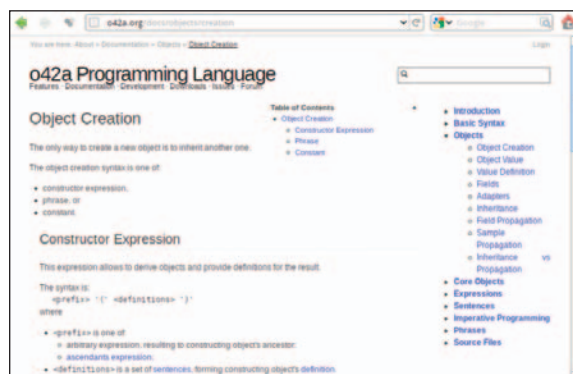 o42a.org/docs/objects/creation
Google
You are here: About » Documentation » Objects » Object Creation
Login
o42a Programming Language
Features · Documentation · Development · Downloads · Issues · Forum
Object Creation
The only way to create a new object is to inherit another one.
The object creation syntax is one of:
• constructor expression,
• phrase, or
• constant.
Table of Contents
• Object Creation
o Constructor Expression
o Phrase
o Constant
Constructor Expression
This expression allows to derive objects and provide definitions for the result.
The syntax is:
<prefix> '(' <definitions> ')'
where
• <prefix> is one of:
o arbitrary expression, resulting to constructing object's ancestor;
o ascendants expression.
• <definitions> is a set of sentences, forming constructing object's definition.
• Introduction
• Basic Syntax
• Objects
o Object Creation
o Object Value
o Value Definition
o Fields
o Adapters
o Inheritance
o Field Propagation
o Sample
Propagation
o Inheritance vs
Propagation
• Core Objects
• Expressions
• Sentences
• Imperative Programming
• Phrases
• Source Files